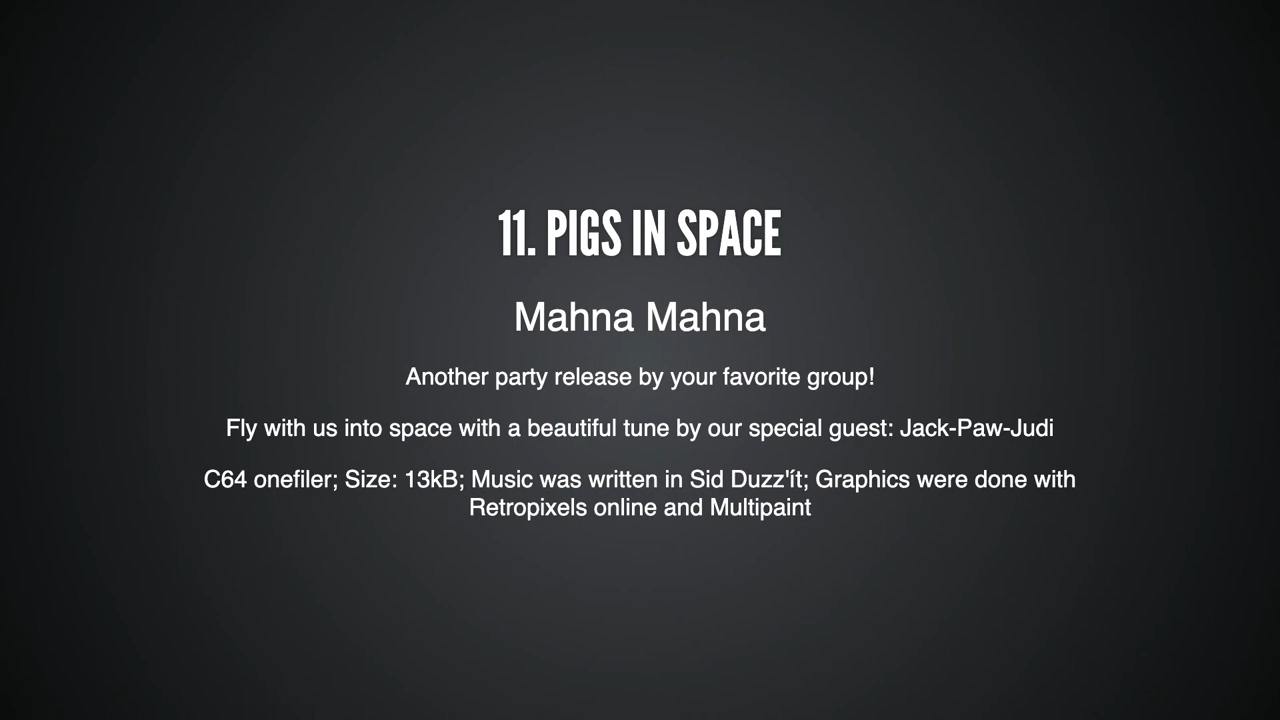 11. PIGS IN SPACE
Mahna Mahna
Another party release by your favorite group!
Fly with us into space with a beautiful tune by our special guest: Jack-Paw-Judi
C64 onefiler; Size: 13kB; Music was written in Sid Duzz'ít; Graphics were done with
Retropixels online and Multipaint